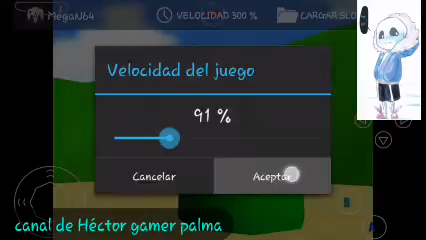 MegaN64
VELOCIDAD 300 %
CARGAR SLO
Velocidad del juego
91 %
Cancelar
Aceptar
canal de Héctor gamer palma